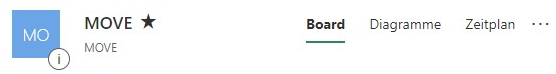 MO
i
MOVE ★
MOVE
Board Diagramme Zeitplan ···